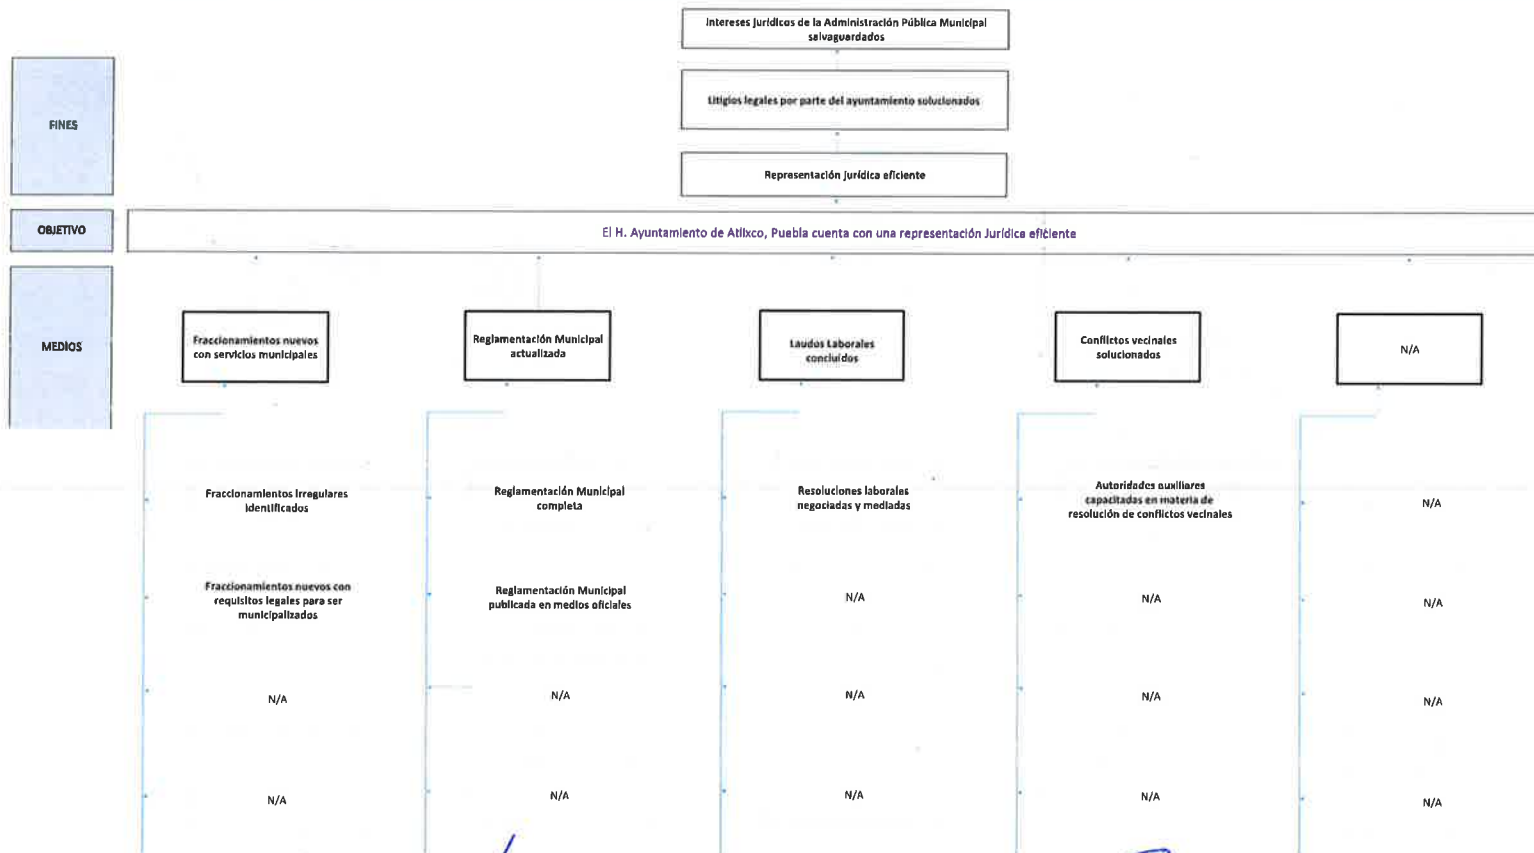 Intereses Jurídicos de la Administración Pública Municipal
salvaguardados
Litigios legales por parte del ayuntamiento solucionados
FINES
Representación Jurídica eficiente
OBJETIVO
El H. Ayuntamiento de Atlixco, Puebla cuenta con una representación Jurídica eficiente
MEDIOS
Fraccionamientos nuevos
con servicios municipales
Reglamentación Municipal
actualizada
Laudos Laborales
concluidos
Conflictos vecinales
solucionados
N/A
Fraccionamientos Irregulares
Identificados
Reglamentación Municipal
completa
Resoluciones laborales
negociadas y mediadas
Autoridades auxiliares
capacitadas en materia de
resolución de conflictos vecinales
N/A
Fraccionamientos nuevos con
requisitos legales para ser
municipalizados
Reglamentación Municipal
publicada en medios oficiales
N/A
N/A
N/A
N/A
N/A
N/A
N/A
N/A
N/A
N/A
N/A
N/A
N/A